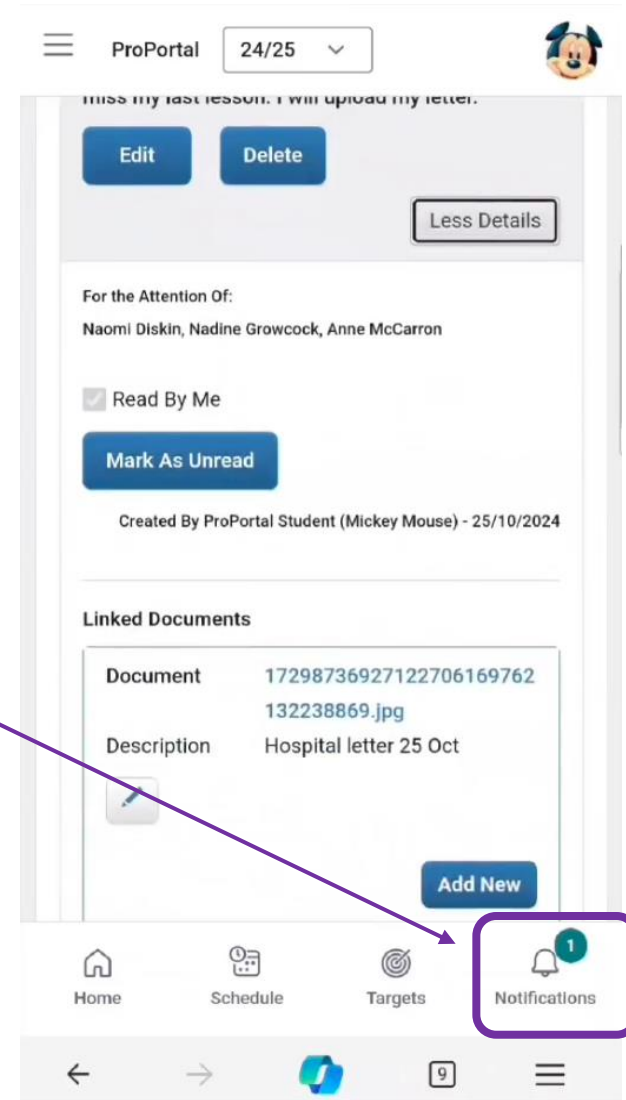 ProPortal 24/25
miss my last lesson. I will upload my letter.
Edit Delete
Less Details
For the Attention Of:
Naomi Diskin, Nadine Growcock, Anne McCarron
Read By Me
Mark As Unread
Created By ProPortal Student (Mickey Mouse) - 25/10/2024
Linked Documents
Document 17298736927122706169762
132238869.jpg
Description Hospital letter 25 Oct
Add New
1
Home Schedule Targets Notifications
9